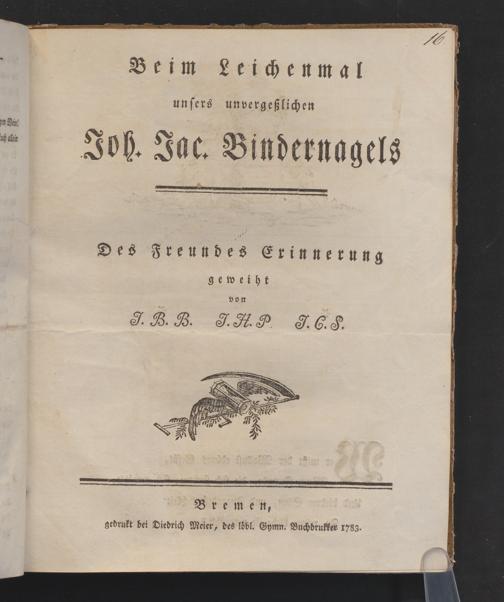 16
Beim Leichenmal
unsers unvergeßlichen
Joh. Jac. Bindernagels
Des Freundes Erinnerung
geweiht
von
J. B. B. J. H. P. J. C. S.
Bremen,
gedrukt bei Diedrich Meier, des löbl. Gymn. Buchdrukker 1783.